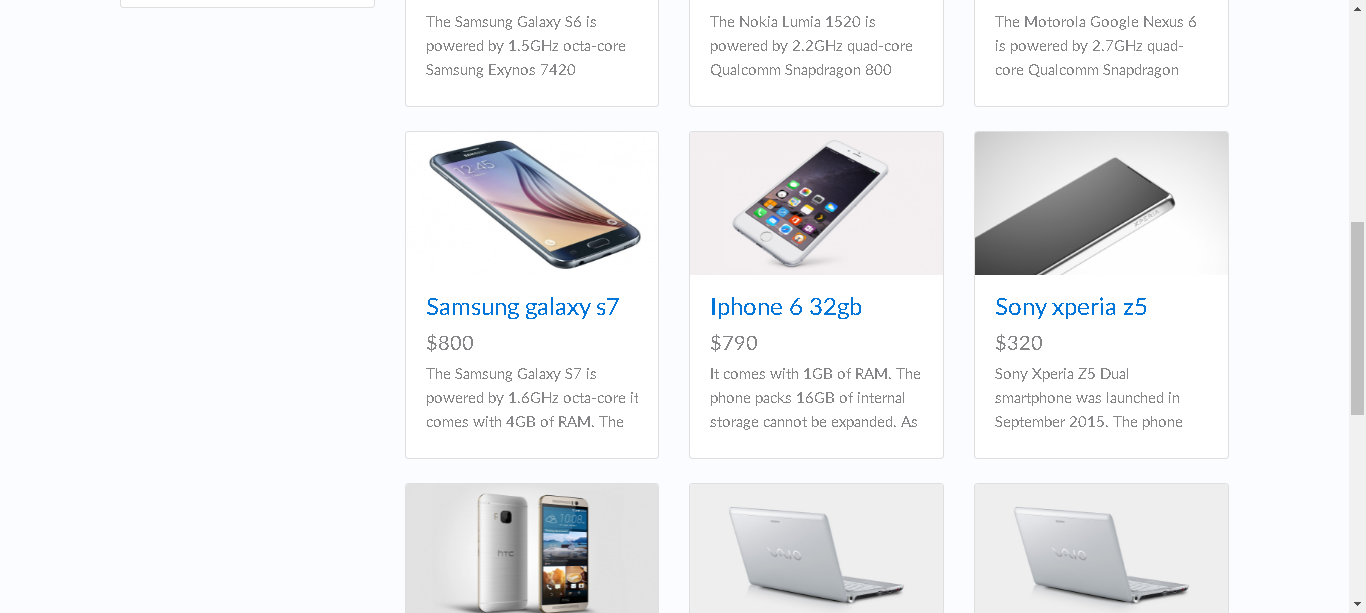 The Samsung Galaxy S6 is
powered by 1.5GHz octa-core
Samsung Exynos 7420
The Nokia Lumia 1520 is
powered by 2.2GHz quad-core
Qualcomm Snapdragon 800
The Motorola Google Nexus 6
is powered by 2.7GHz quad-
core Qualcomm Snapdragon
SAMSUNG
12:45
XPERIA
Samsung galaxy s7
$800
The Samsung Galaxy S7 is
powered by 1.6GHz octa-core it
comes with 4GB of RAM. The
Iphone 6 32gb
$790
It comes with 1GB of RAM. The
phone packs 16GB of internal
storage cannot be expanded. As
Sony xperia z5
$320
Sony Xperia Z5 Dual
smartphone was launched in
September 2015. The phone
hTC
10:08
VAIO
VAIO